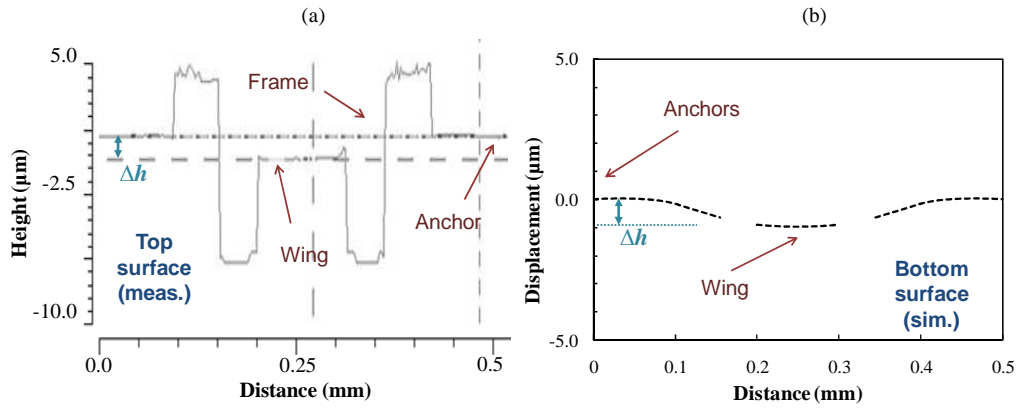 (a)
5.0
-2.5
-10.0
Height (µm)
Frame
Δh
Anchor
Wing
Top
surface
(meas.)
0.0
0.25
0.5
Distance (mm)
(b)
5.0
0.0
-5.0
Displacement (µm)
Anchors
Δh
Wing
Bottom
surface
(sim.)
0
0.1
0.2
0.3
0.4
0.5
Distance (mm)